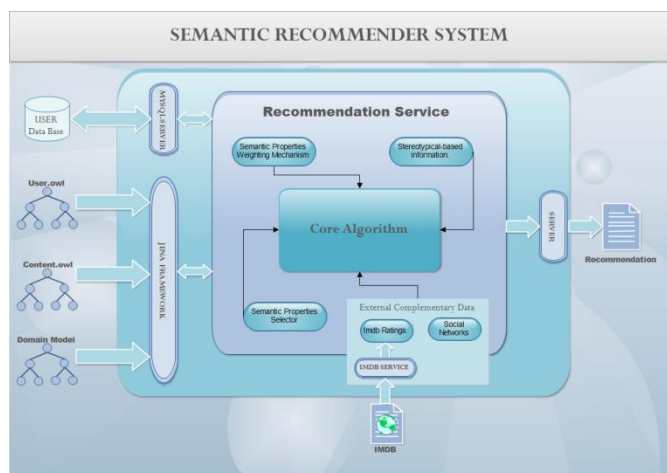 SEMANTIC RECOMMENDER SYSTEM
USER
Data Base
MYSQL SERVER
Recommendation Service
Semantic Properties
Weighting Mechanism
Stereotypical-based
information.
User.owl
Core Algorithm
SERVER
Recommendation
Content.owl
JENA FRAMEWORK
Semantic Properties
Selector
External Complementary Data
Imdb Ratings
Social
Networks
Domain Model
IMDB SERVICE
IMDB